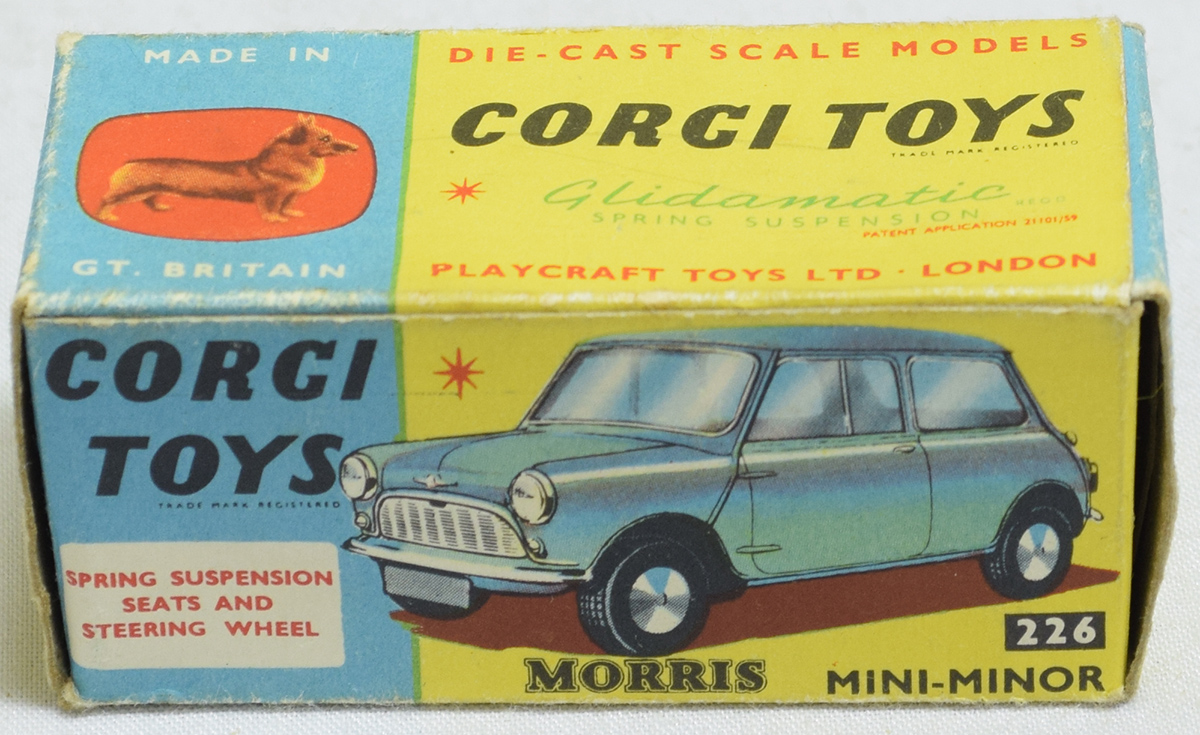 MADE IN
GT. BRITAIN
DIE-CAST SCALE MODELS
CORGI TOYS
TRADE MARK REGISTERED
Glidamatic REGD
SPRING SUSPENSION
PATENT APPLICATION 21101/59
PLAYCRAFT TOYS LTD · LONDON
CORGI
TOYS
TRADE MARK REGISTERED
SPRING SUSPENSION
SEATS AND
STEERING WHEEL
226
MORRIS MiNi-MINOR